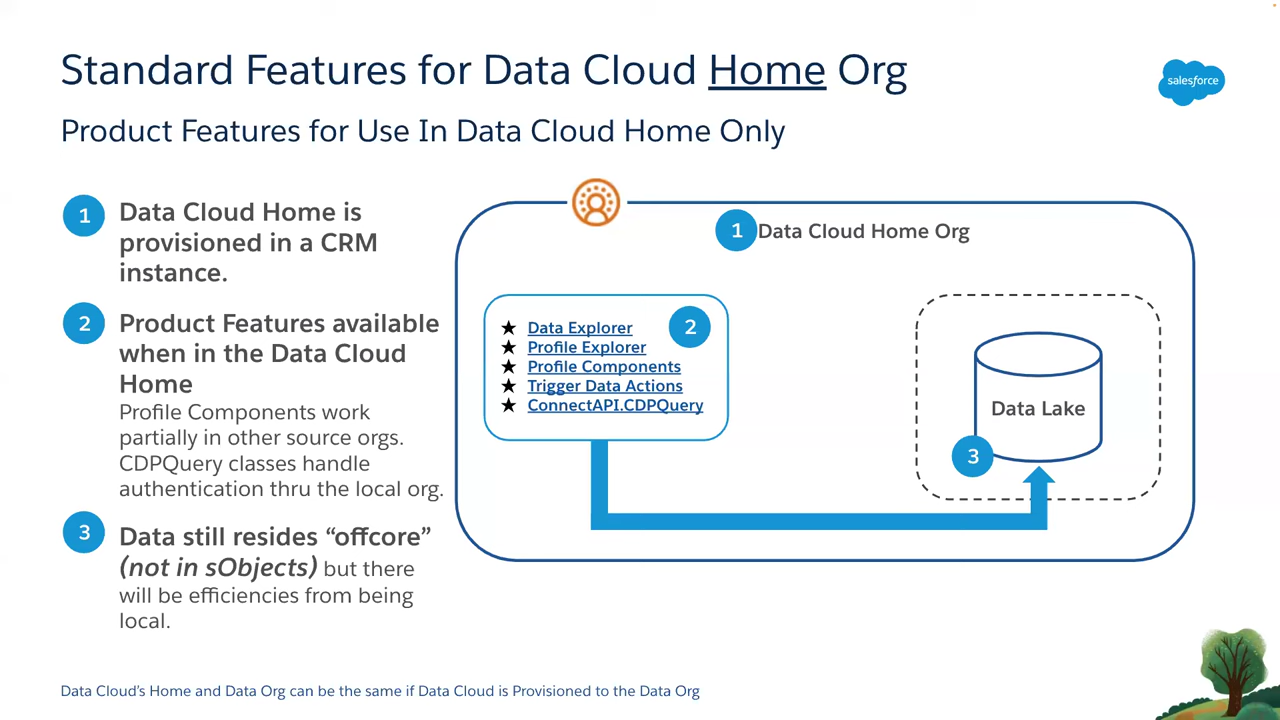 Standard Features for Data Cloud Home Org
salesforce
Product Features for Use In Data Cloud Home Only
1
Data Cloud Home is
provisioned in a CRM
instance.
2
Product Features available
when in the Data Cloud
Home
Profile Components work
partially in other source orgs.
CDPQuery classes handle
authentication thru the local org.
3
Data still resides “offcore”
(not in sObjects) but there
will be efficiencies from being
local.
1 Data Cloud Home Org
2
★ Data Explorer
★ Profile Explorer
★ Profile Components
★ Trigger Data Actions
★ ConnectAPI.CDPQuery
Data Lake
3
Data Cloud’s Home and Data Org can be the same if Data Cloud is Provisioned to the Data Org